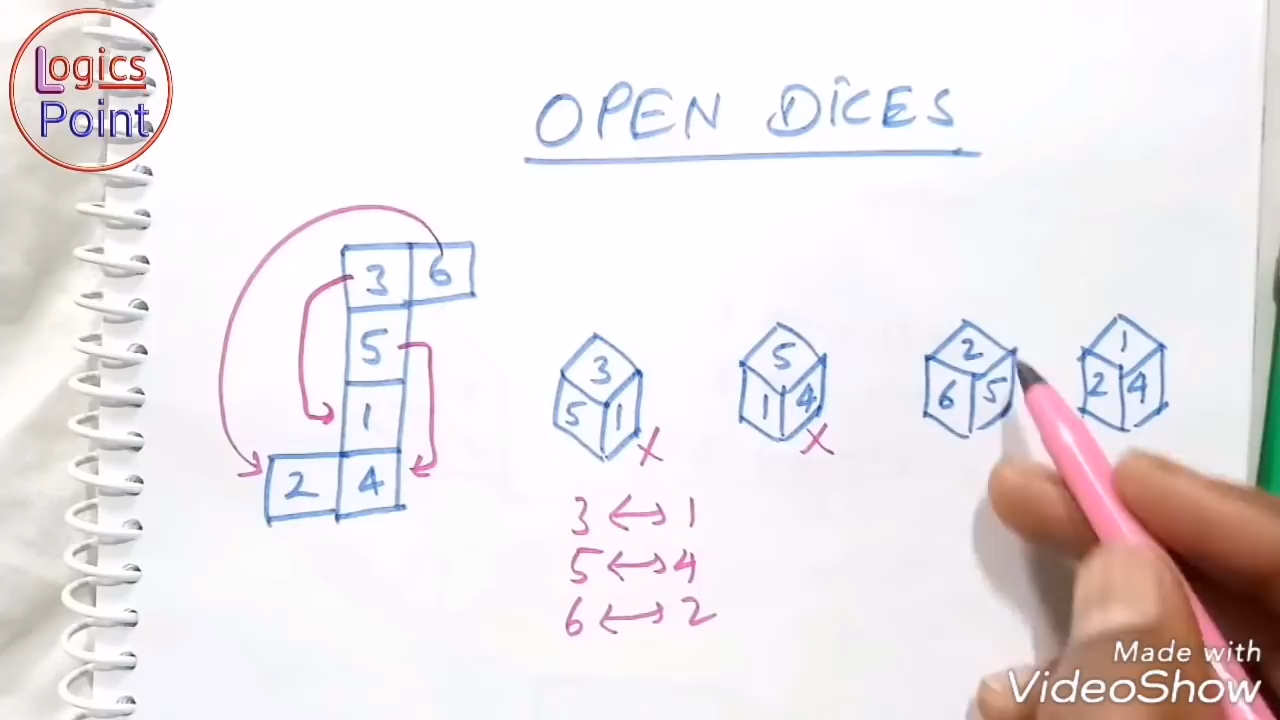 Logics
Point
OPEN DICES
3 6
5
1
2 4
3
5 1
X
5
1 4
X
2
6 5
1
2 4
3 ↔ 1
5 ↔ 4
6 ↔ 2
Made with
VideoShow